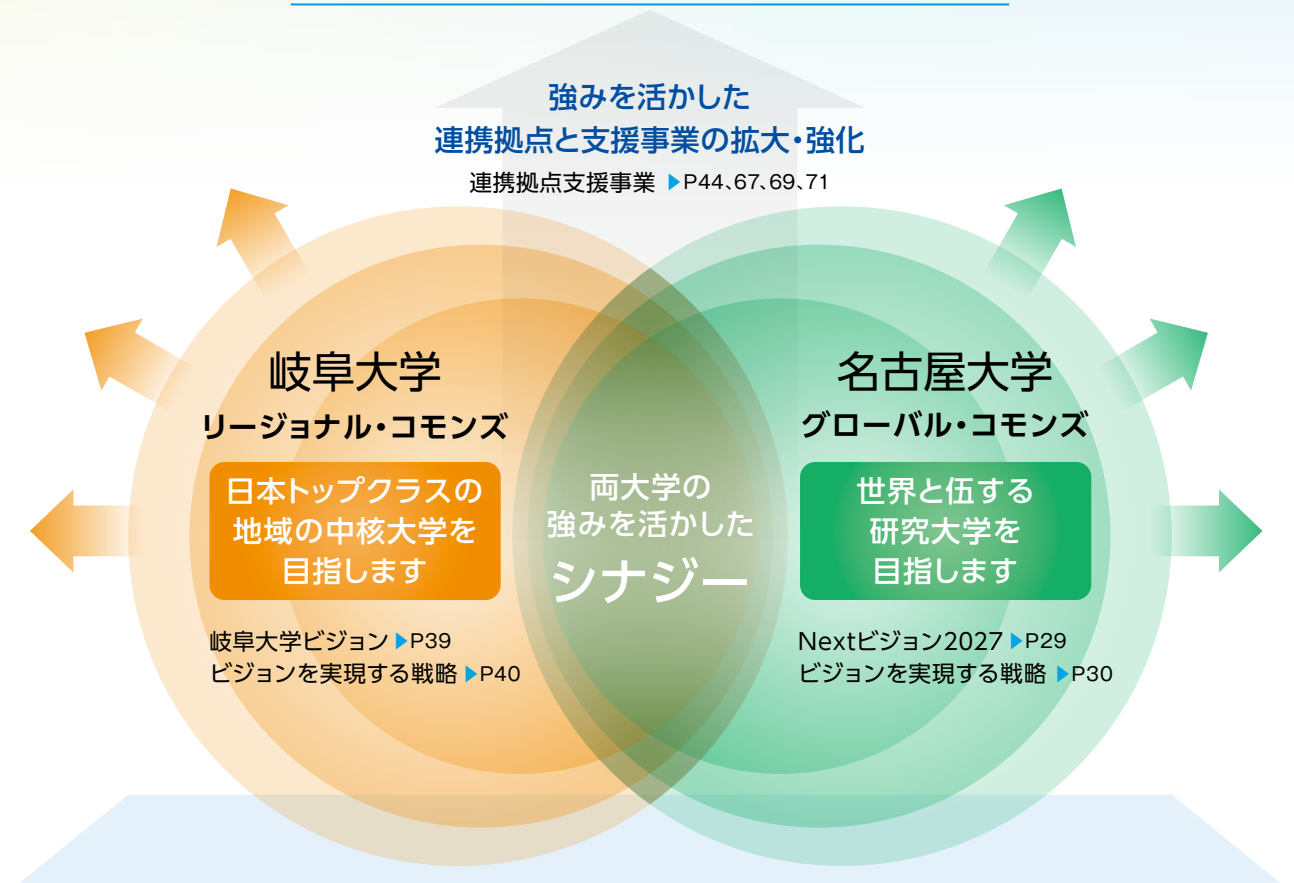 強みを活かした
連携拠点と支援事業の拡大・強化
連携拠点支援事業 ▶P44、67、69、71
岐阜大学
リージョナル・コモンズ
日本トップクラスの
地域の中核大学を
目指します
岐阜大学ビジョン ▶P39
ビジョンを実現する戦略 ▶P40
両大学の
強みを活かした
シナジー
名古屋大学
グローバル・コモンズ
世界と伍する
研究大学を
目指します
Nextビジョン2027 ▶P29
ビジョンを実現する戦略 ▶P30